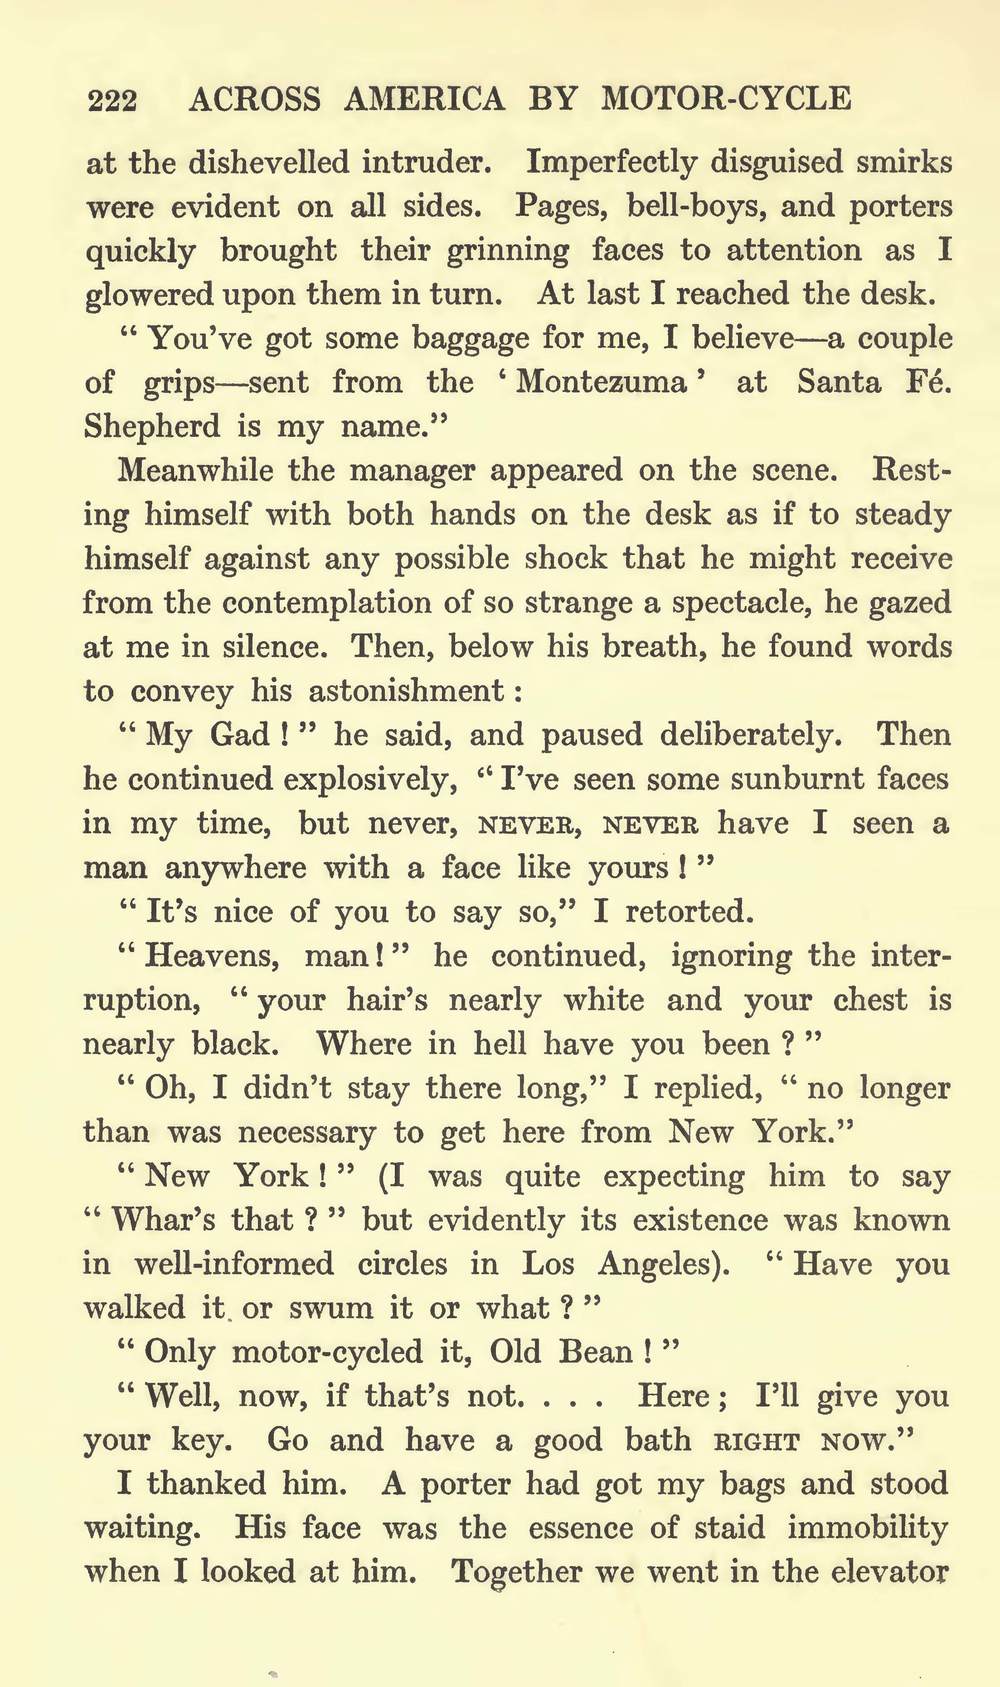 222 ACROSS AMERICA BY MOTOR-CYCLE
at the dishevelled intruder. Imperfectly disguised smirks
were evident on all sides. Pages, bell-boys, and porters
quickly brought their grinning faces to attention as I
glowered upon them in turn. At last I reached the desk.
“ You’ve got some baggage for me, I believe—a couple
of grips—sent from the ‘ Montezuma ’ at Santa Fé.
Shepherd is my name.”
Meanwhile the manager appeared on the scene. Rest-
ing himself with both hands on the desk as if to steady
himself against any possible shock that he might receive
from the contemplation of so strange a spectacle, he gazed
at me in silence. Then, below his breath, he found words
to convey his astonishment :
“ My Gad ! ” he said, and paused deliberately. Then
he continued explosively, “ I’ve seen some sunburnt faces
in my time, but never, NEVER, NEVER have I seen a
man anywhere with a face like yours ! ”
“ It’s nice of you to say so,” I retorted.
“ Heavens, man! ” he continued, ignoring the inter-
ruption, “ your hair’s nearly white and your chest is
nearly black. Where in hell have you been ? ”
“ Oh, I didn’t stay there long,” I replied, “ no longer
than was necessary to get here from New York.”
“ New York ! ” (I was quite expecting him to say
“ Whar’s that ? ” but evidently its existence was known
in well-informed circles in Los Angeles). “ Have you
walked it or swum it or what ? ”
“ Only motor-cycled it, Old Bean ! ”
“ Well, now, if that’s not. . . . Here ; I’ll give you
your key. Go and have a good bath RIGHT NOW.”
I thanked him. A porter had got my bags and stood
waiting. His face was the essence of staid immobility
when I looked at him. Together we went in the elevator